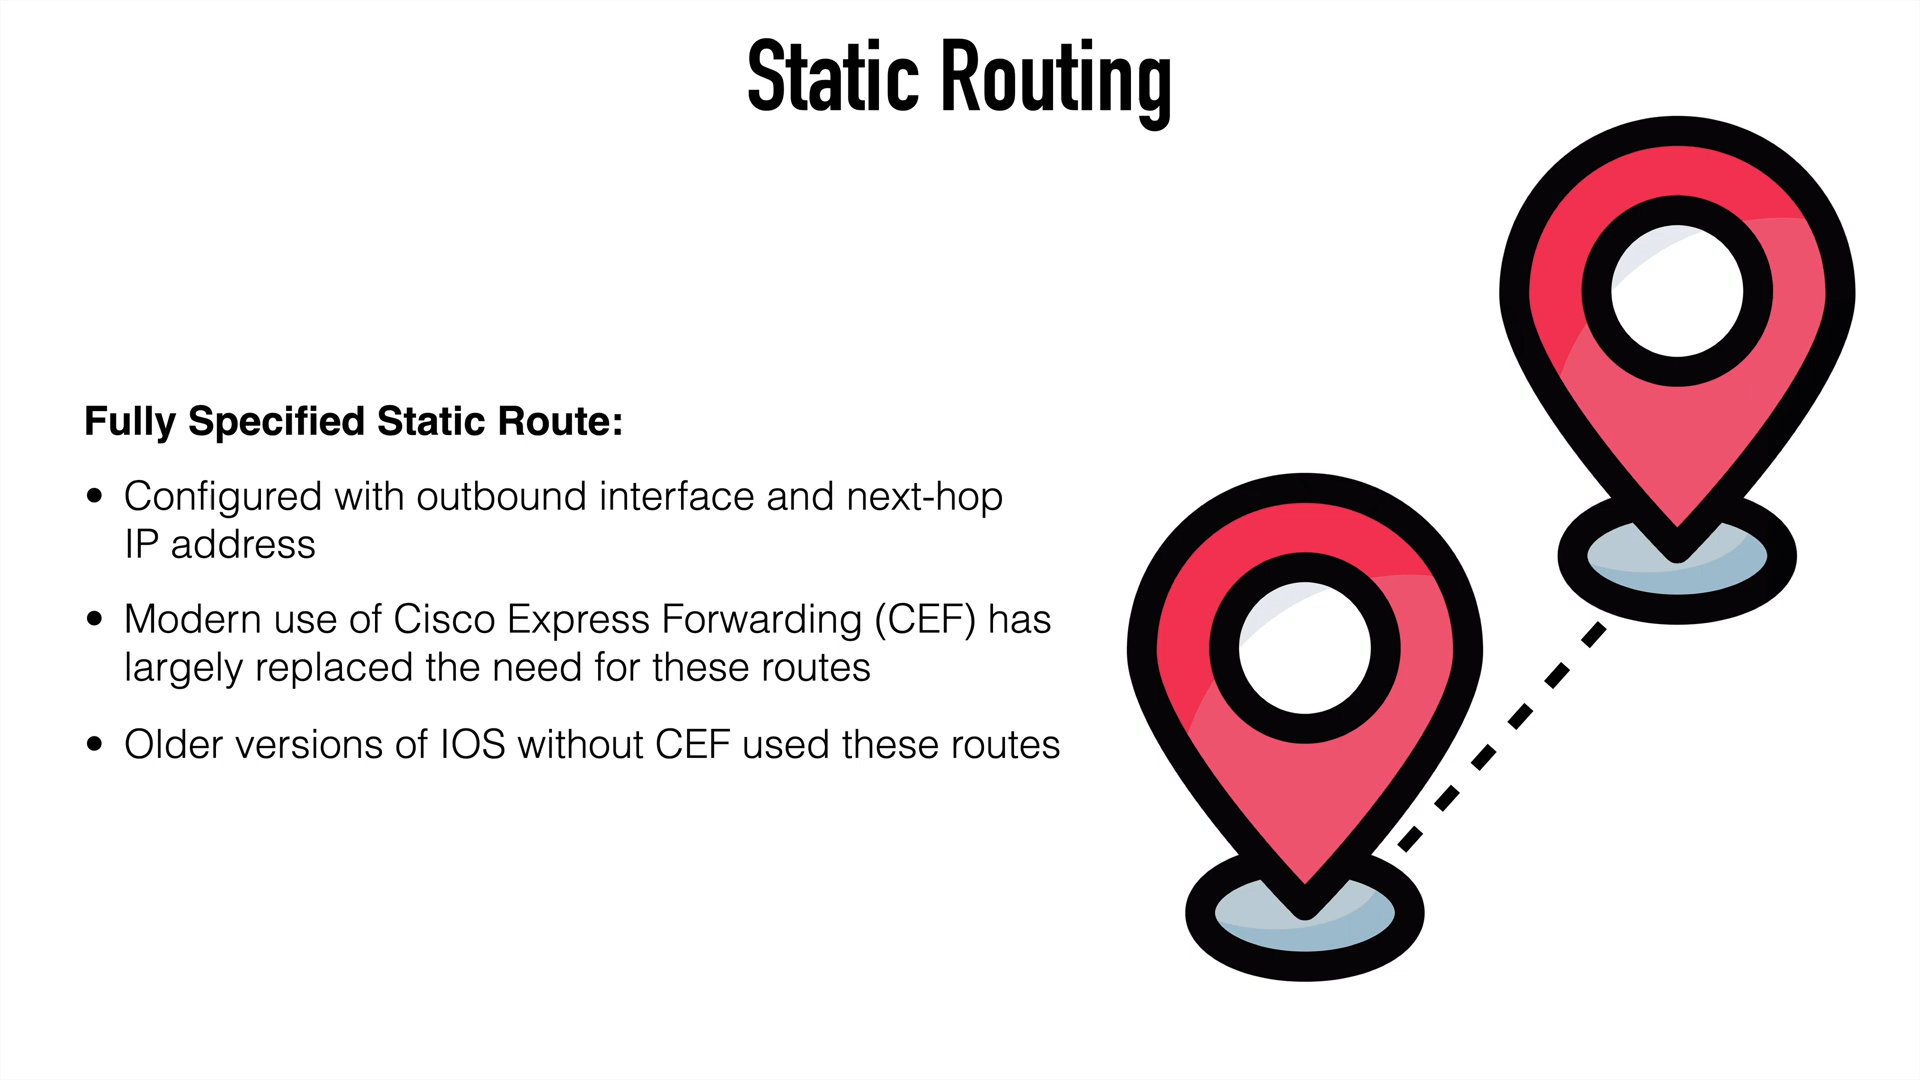 Static Routing
Fully Specified Static Route:
• Configured with outbound interface and next-hop
IP address
• Modern use of Cisco Express Forwarding (CEF) has
largely replaced the need for these routes
• Older versions of IOS without CEF used these routes